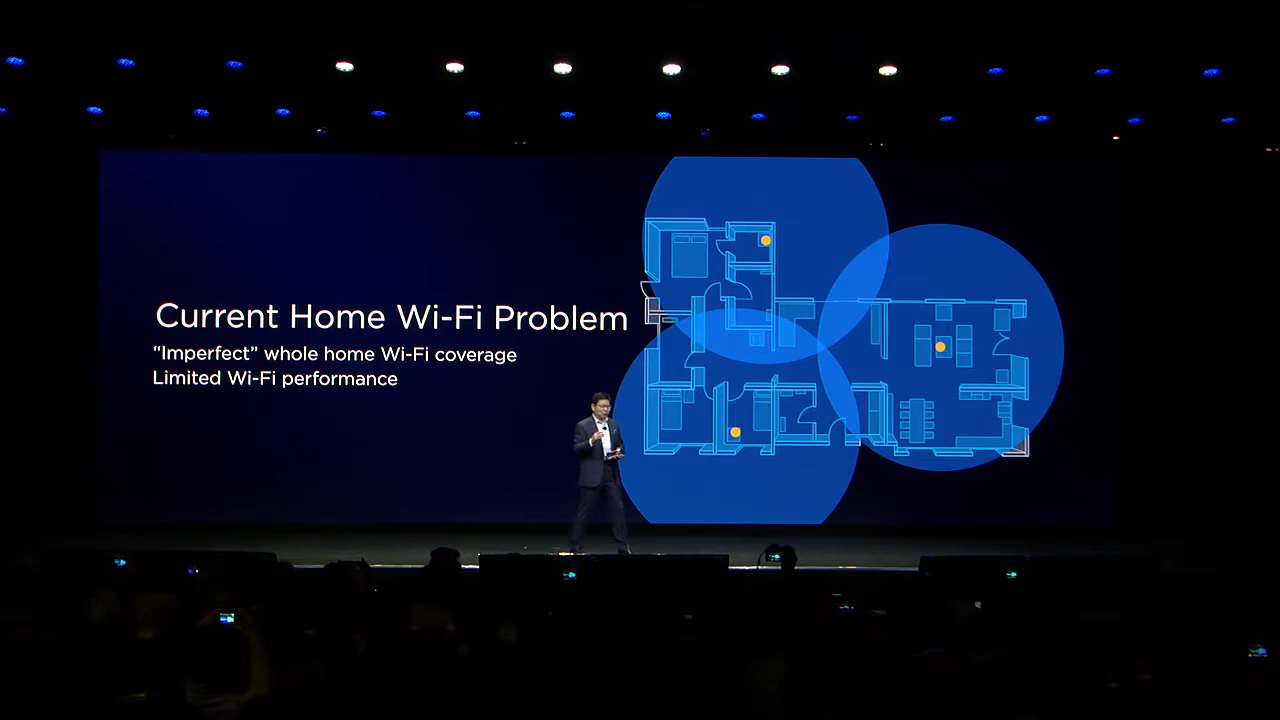 Current Home Wi-Fi Problem
“Imperfect” whole home Wi-Fi coverage
Limited Wi-Fi performance